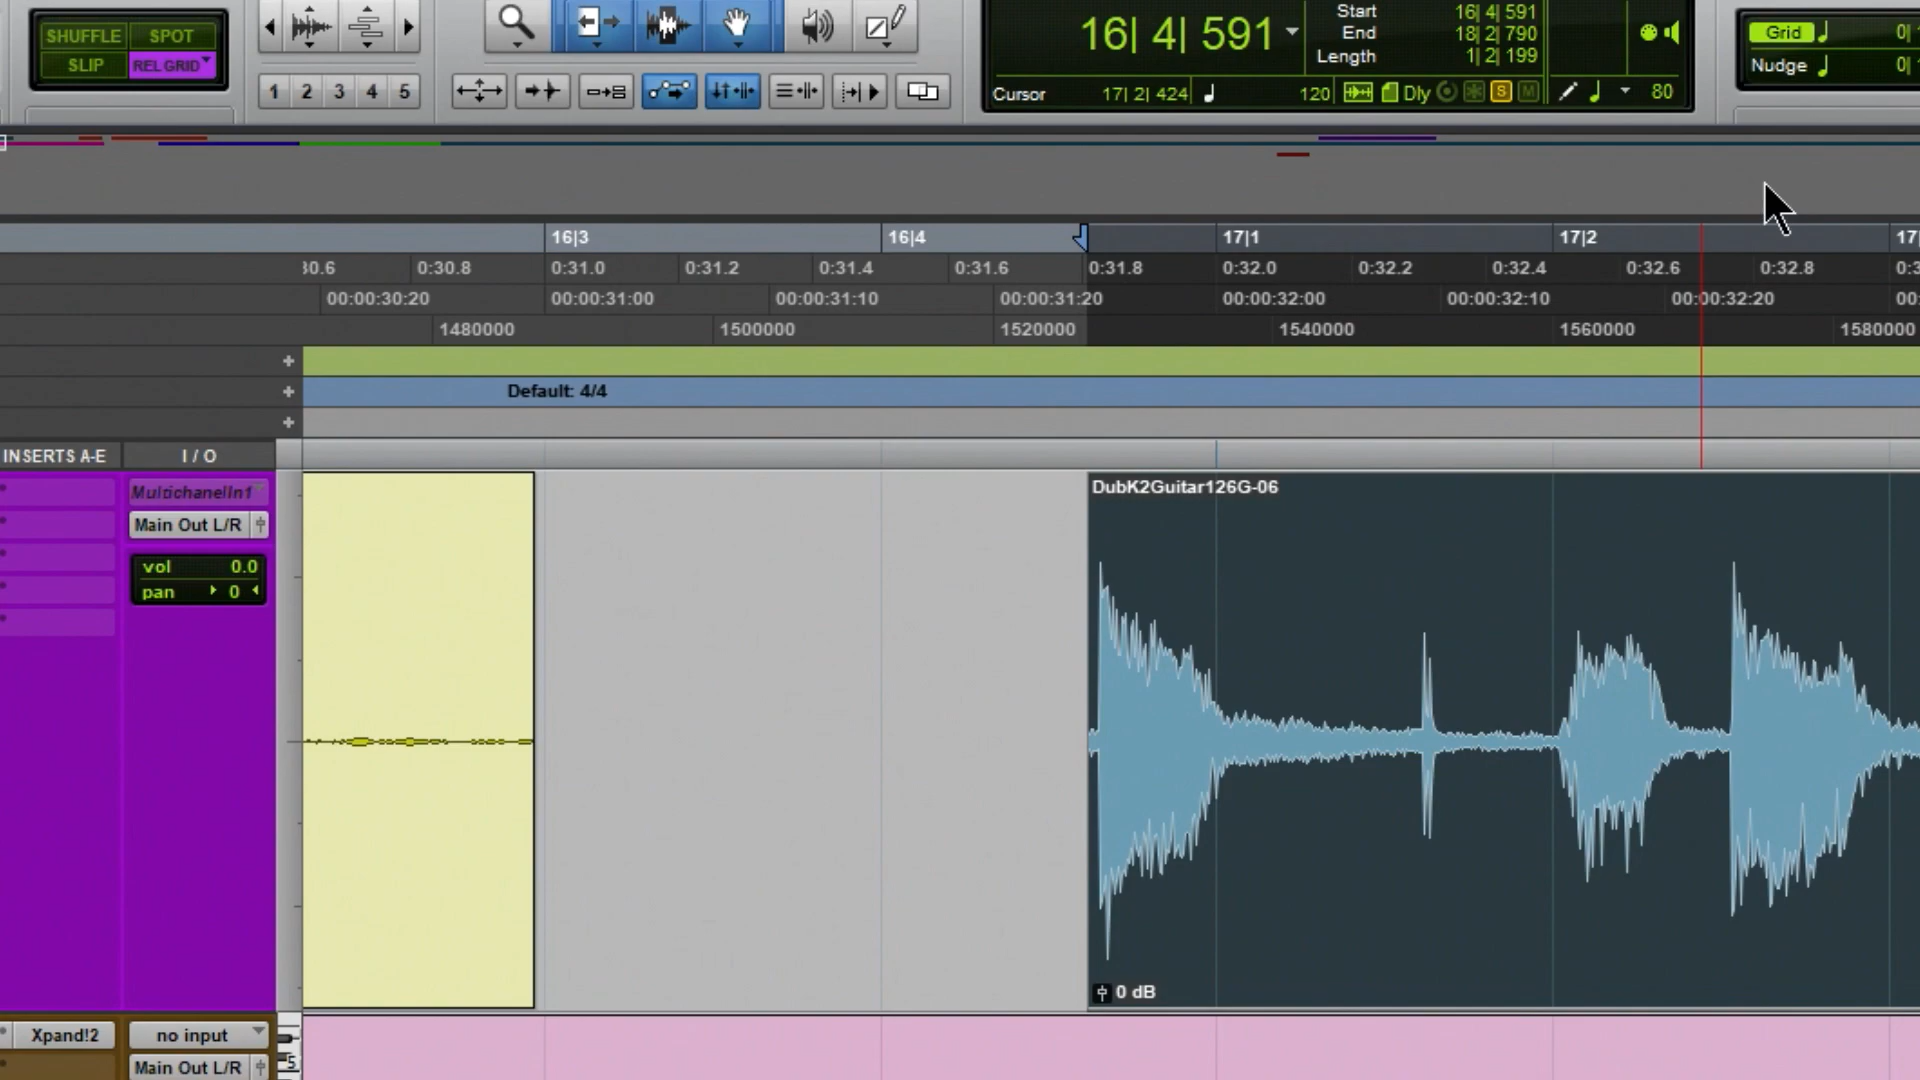 SHUFFLE SPOT
SLIP REL GRID
1 2 3 4 5
16| 4| 591
Start 16| 4| 591
End 18| 2| 790
Length 1| 2| 199
Cursor 17| 2| 424 120 Dly S M 80
Grid 0|
Nudge 0|
16|3 16|4 17|1 17|2 17|
30.6 0:30.8 0:31.0 0:31.2 0:31.4 0:31.6 0:31.8 0:32.0 0:32.2 0:32.4 0:32.6 0:32.8 0:3
00:00:30:20 00:00:31:00 00:00:31:10 00:00:31:20 00:00:32:00 00:00:32:10 00:00:32:20 00:
1480000 1500000 1520000 1540000 1560000 1580000
Default: 4/4
INSERTS A-E I / O
MultichanelIn1
Main Out L/R
vol 0.0
pan 0
DubK2Guitar126G-06
0 dB
Xpand!2 no input
Main Out L/R
5